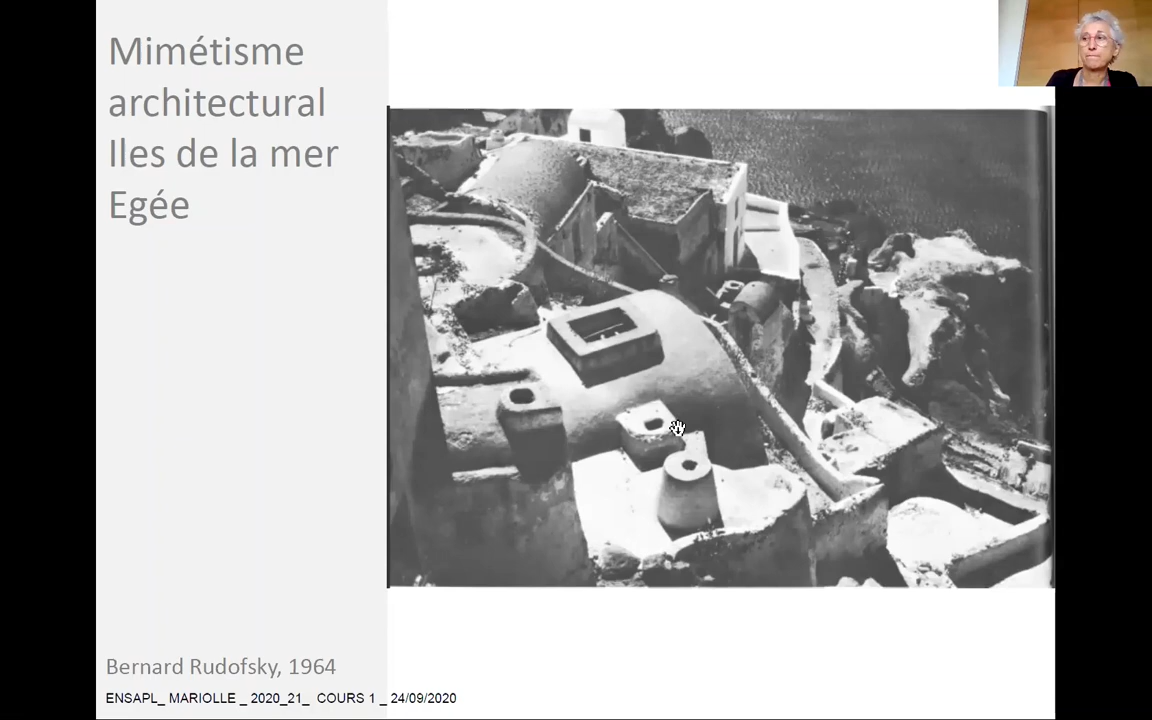 Mimétisme
architectural
Iles de la mer
Egée
Bernard Rudofsky, 1964
ENSAPL_ MARIOLLE _ 2020_21_ COURS 1 _ 24/09/2020